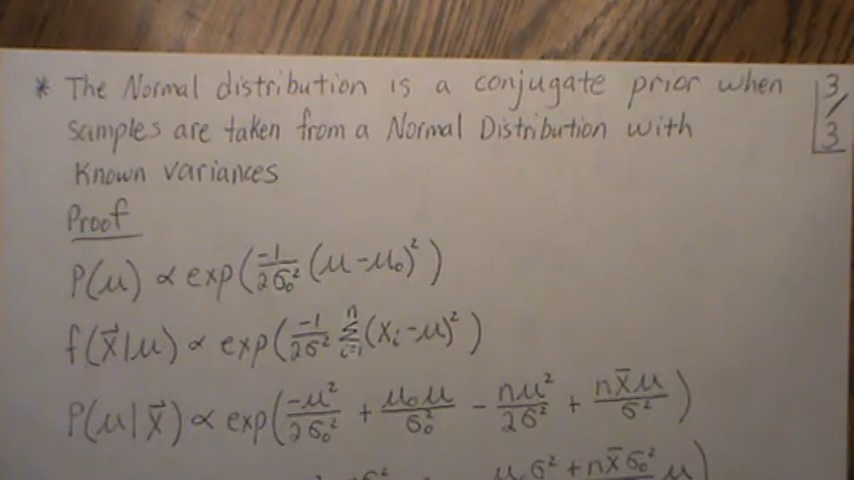 * The Normal distribution is a conjugate prior when
samples are taken from a Normal Distribution with
Known variances
3/3
Proof
P(μ) ∝ exp(-1/2σ₀² (μ-μ₀)²)
f(x⃗|μ) ∝ exp(-1/2σ² Σᵢ₌₁ⁿ (xᵢ-μ)²)
P(μ|x⃗) ∝ exp(-μ²/2σ₀² + μ₀μ/σ₀² - nμ²/2σ² + nx̄μ/σ²)